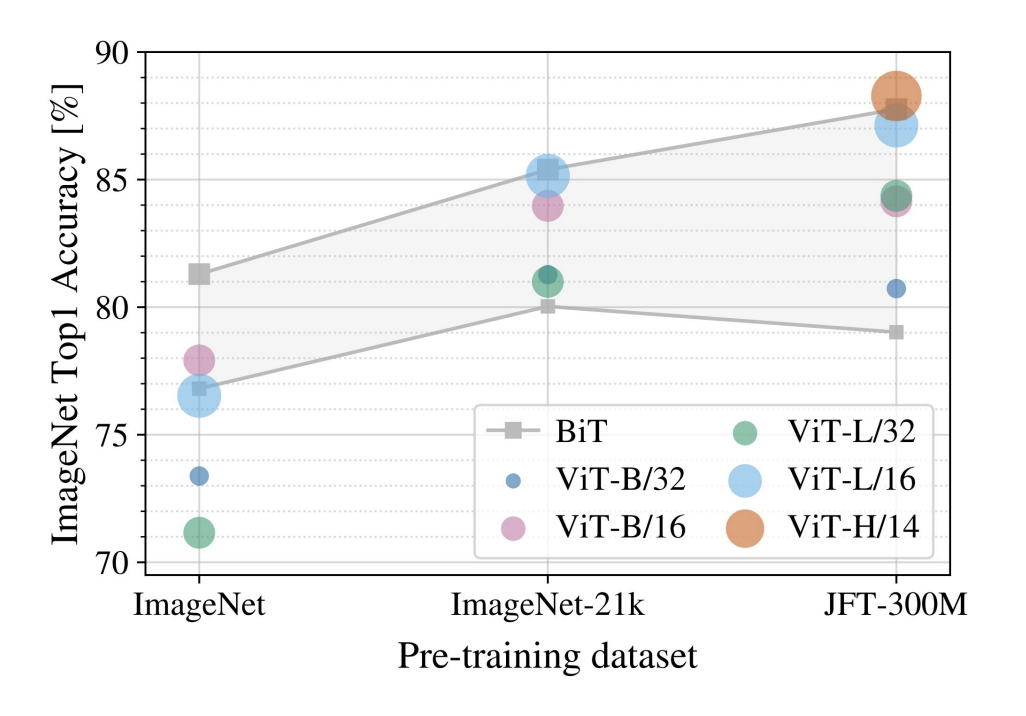 90
85
80
75
70
ImageNet Top1 Accuracy [%]
BiT
ViT-B/32
ViT-B/16
ViT-L/32
ViT-L/16
ViT-H/14
ImageNet
ImageNet-21k
JFT-300M
Pre-training dataset